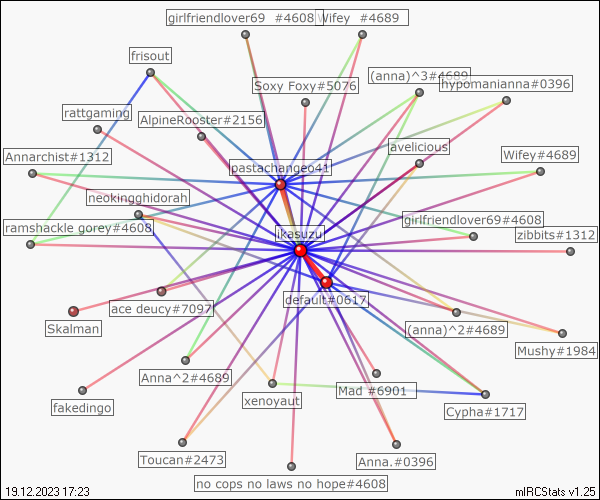 girlfriendlover69 #4608
Wifey #4689
frisout
(anna)^3#4689
Soxy Foxy#5076
hypomanianna#0396
rattgaming
AlpineRooster#2156
avelicious
Annarchist#1312
pastachangeo41
Wifey#4689
neokingghidorah
ramshackle gorey#4608
girlfriendlover69#4608
ikasuzu
zibbits#1312
default#0617
ace deucy#7097
Skalman
(anna)^2#4689
Mushy#1984
Anna^2#4689
Mad #6901
xenoyaut
fakedingo
Cypha#1717
Toucan#2473
Anna.#0396
no cops no laws no hope#4608
19.12.2023 17:23
mIRCStats v1.25